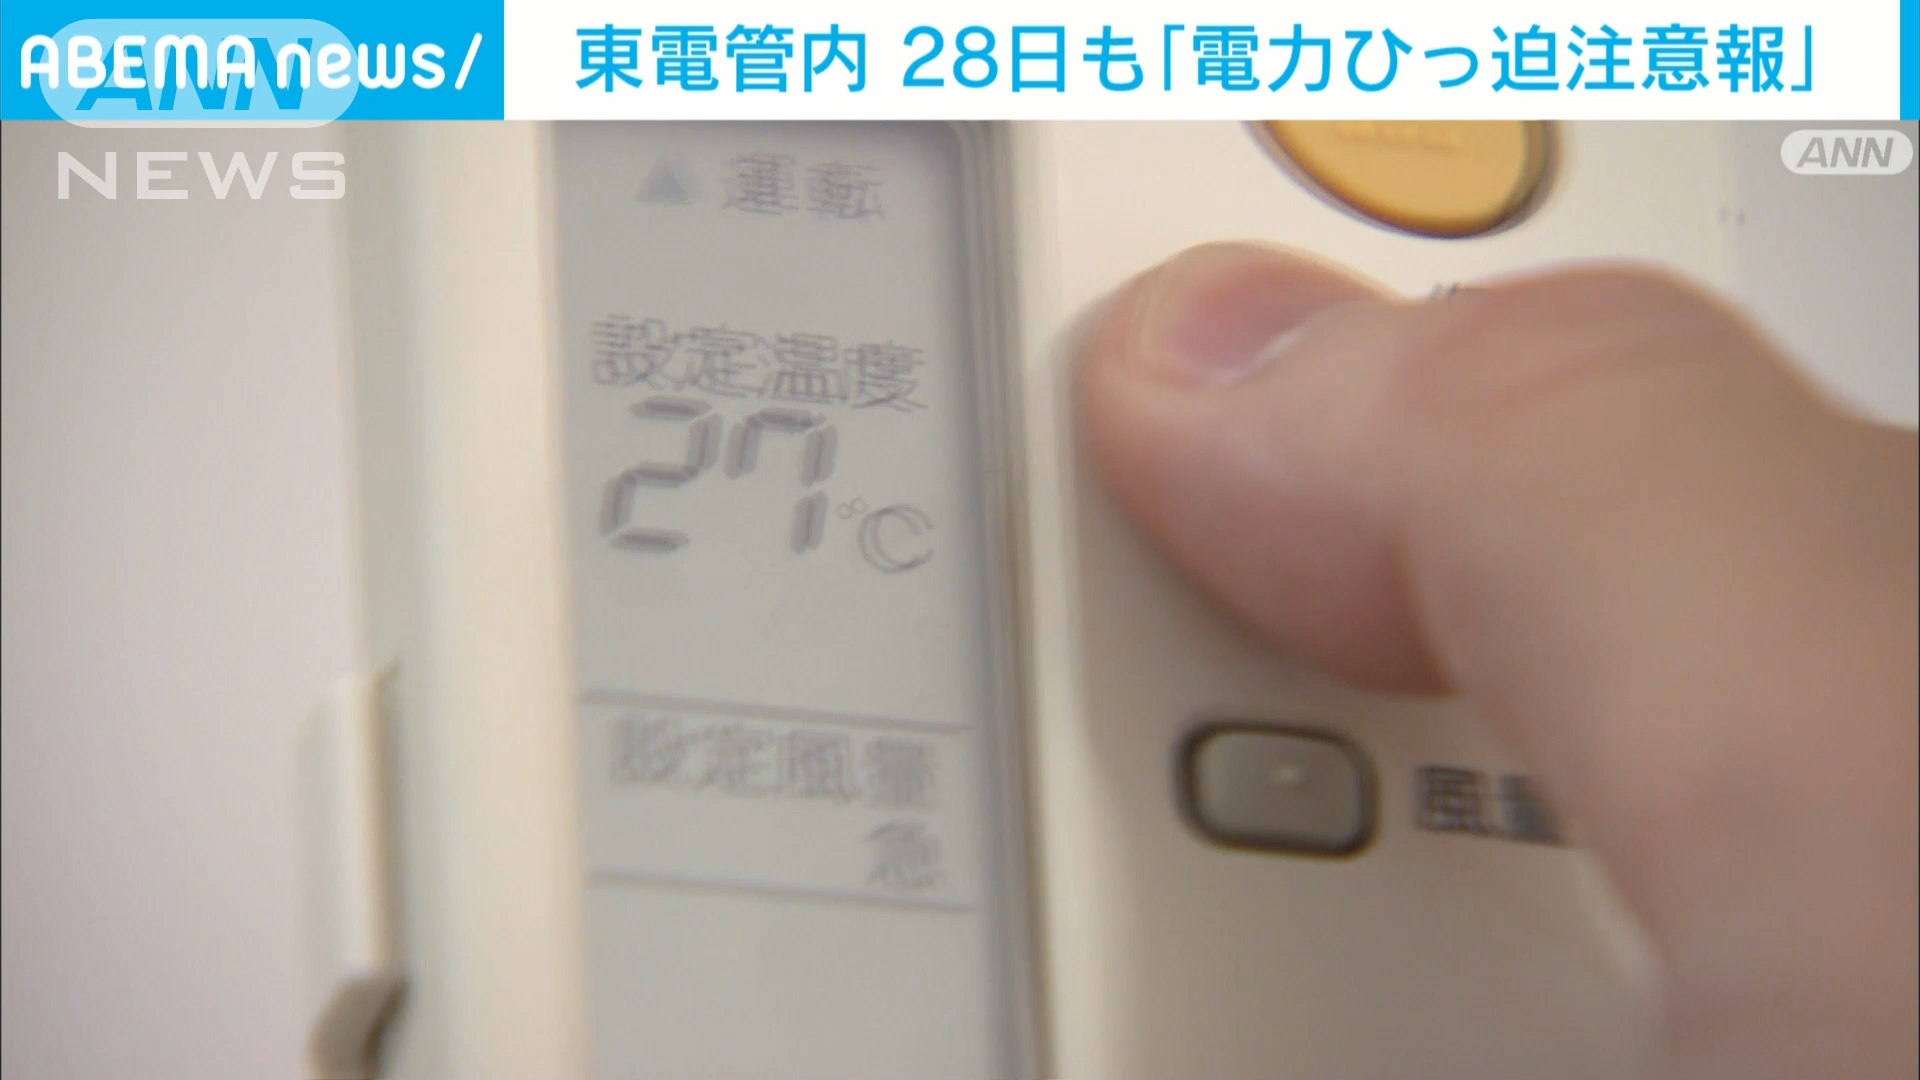 ABEMA news/
東電管内 28日も「電力ひっ迫注意報」
ANN
NEWS
ANN
▲運転
設定温度
27℃
設定風量
急
風量